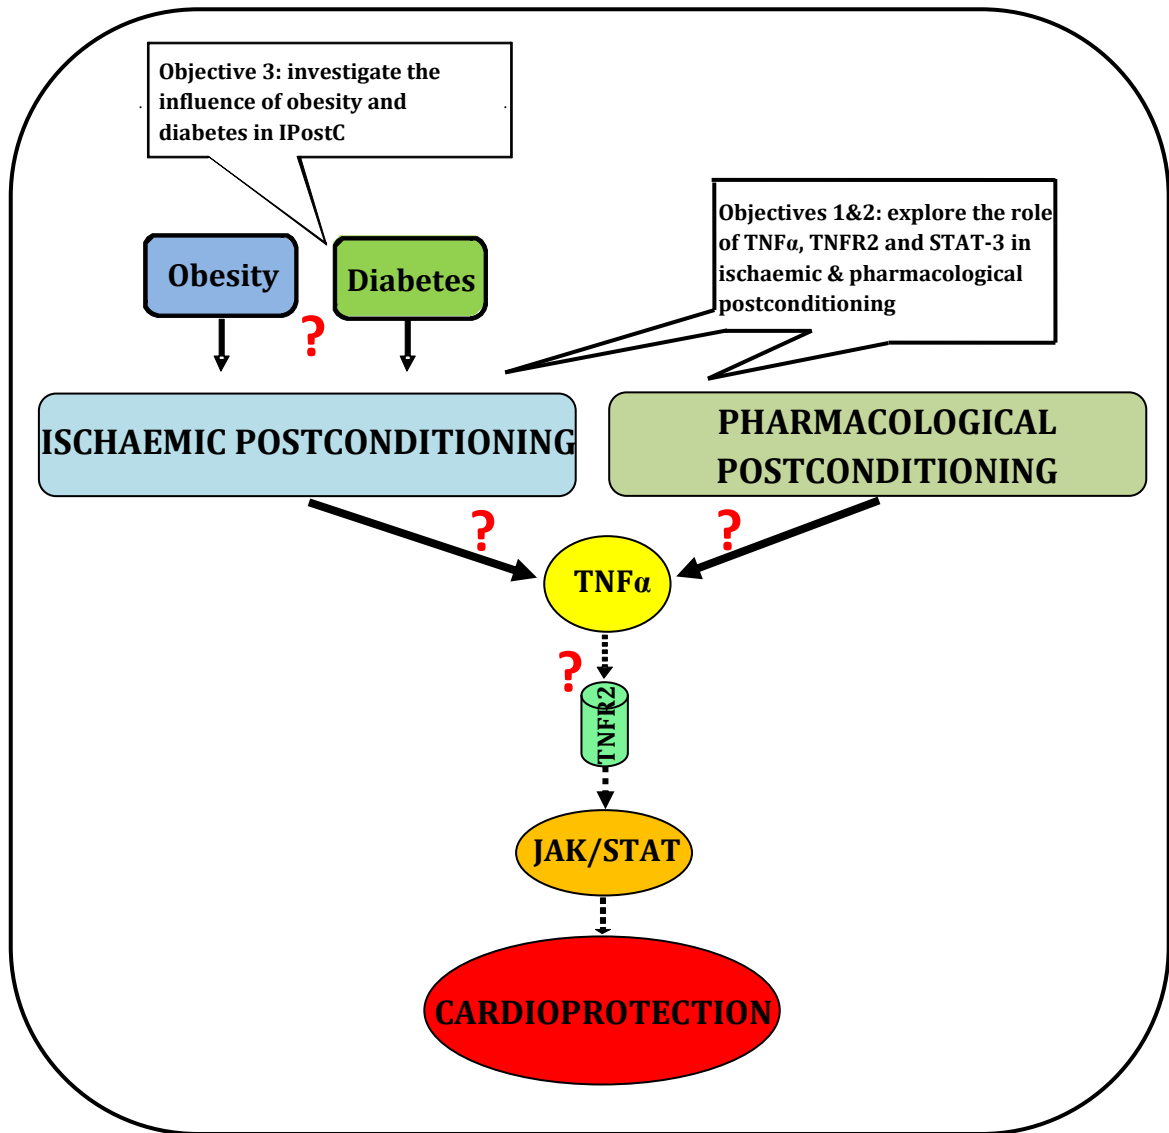 Objective 3: investigate the
influence of obesity and
diabetes in IPostC
Objectives 1&2: explore the role
of TNFα, TNFR2 and STAT-3 in
ischaemic & pharmacological
postconditioning
Obesity
Diabetes
?
ISCHAEMIC POSTCONDITIONING
PHARMACOLOGICAL
POSTCONDITIONING
?
?
TNFα
?
TNFR2
JAK/STAT
CARDIOPROTECTION